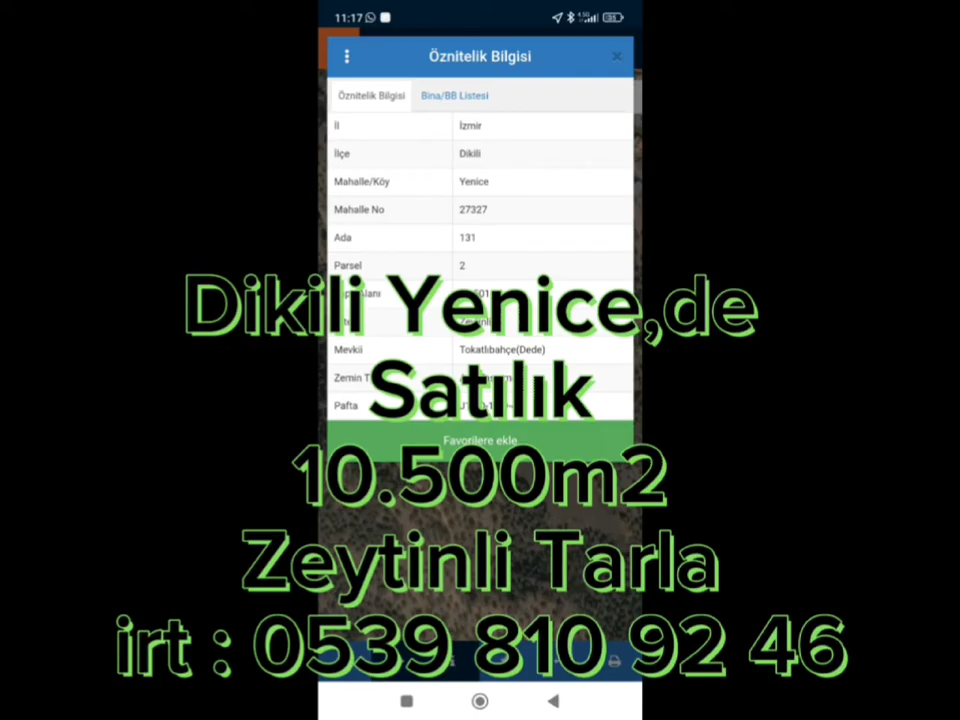 11:17
Öznitelik Bilgisi
Öznitelik Bilgisi Bina/BB Listesi
İl İzmir
İlçe Dikili
Mahalle/Köy Yenice
Mahalle No 27327
Ada 131
Parsel 2
Dikili Yenice,de
Mevkii Tokatlıbahçe(Dede)
Zemin
Satılık
Pafta
Favorilere ekle
10.500m2
Zeytinli Tarla
irt : 0539 810 92 46